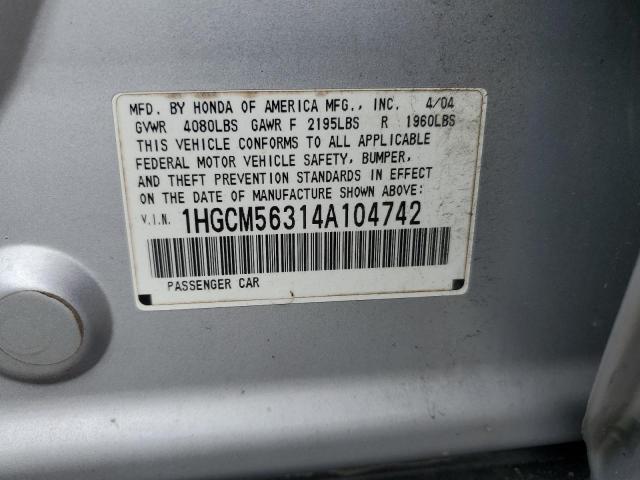 MFD. BY HONDA OF AMERICA MFG., INC. 4/04
GVWR 4080LBS GAWR F 2195LBS R 1960LBS
THIS VEHICLE CONFORMS TO ALL APPLICABLE
FEDERAL MOTOR VEHICLE SAFETY, BUMPER,
AND THEFT PREVENTION STANDARDS IN EFFECT
ON THE DATE OF MANUFACTURE SHOWN ABOVE:
V.I.N. 1HGCM56314A104742
PASSENGER CAR